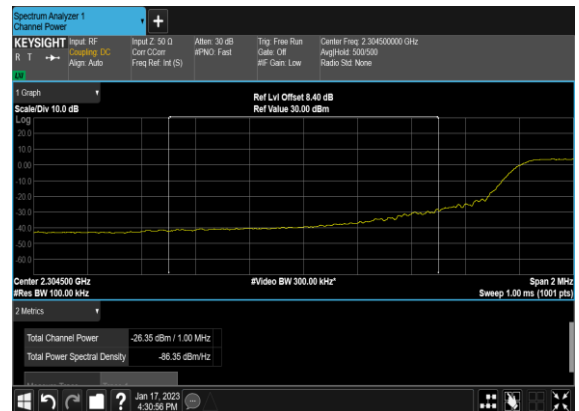 Spectrum Analyzer 1
Channel Power
KEYSIGHT Input: RF Input Z: 50 Ω Atten: 30 dB Trig: Free Run Center Freq: 2.304500000 GHz
Coupling: DC Corr CCorr #PNO: Fast Gate: Off Avg|Hold: 500/500
R T Align: Auto Freq Ref: Int (S) #IF Gain: Low Radio Std: None
1 Graph
Ref Lvl Offset 8.40 dB
Scale/Div 10.0 dB Ref Value 30.00 dBm
Log
20.0
10.0
0.00
-10.0
-20.0
-30.0
-40.0
-50.0
-60.0
Center 2.304500 GHz #Video BW 300.00 kHz* Span 2 MHz
#Res BW 100.00 kHz Sweep 1.00 ms (1001 pts)
2 Metrics
Total Channel Power -26.35 dBm / 1.00 MHz
Total Power Spectral Density -86.35 dBm/Hz
Jan 17, 2023
4:30:56 PM